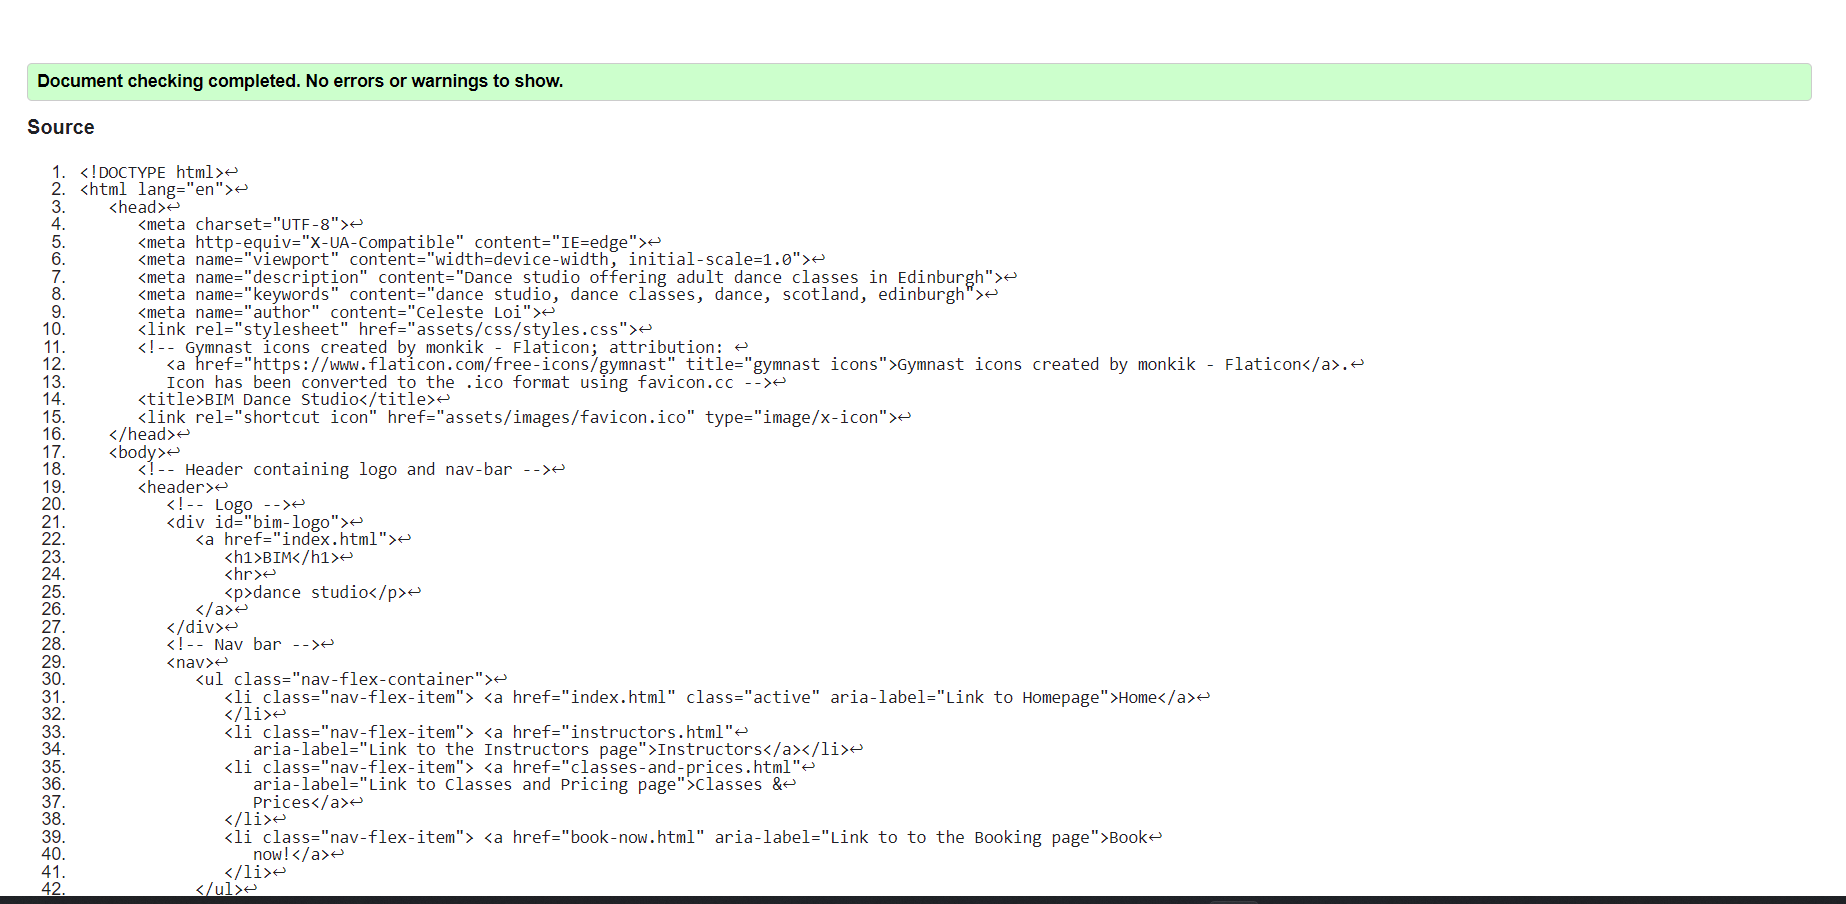 Document checking completed. No errors or warnings to show.
Source
1. <!DOCTYPE html>↩
2. <html lang="en">↩
3. <head>↩
4. <meta charset="UTF-8">↩
5. <meta http-equiv="X-UA-Compatible" content="IE=edge">↩
6. <meta name="viewport" content="width=device-width, initial-scale=1.0">↩
7. <meta name="description" content="Dance studio offering adult dance classes in Edinburgh">↩
8. <meta name="keywords" content="dance studio, dance classes, dance, scotland, edinburgh">↩
9. <meta name="author" content="Celeste Loi">↩
10. <link rel="stylesheet" href="assets/css/styles.css">↩
11. <!-- Gymnast icons created by monkik - Flaticon; attribution: ↩
12. <a href="https://www.flaticon.com/free-icons/gymnast" title="gymnast icons">Gymnast icons created by monkik - Flaticon</a>.↩
13. Icon has been converted to the .ico format using favicon.cc -->↩
14. <title>BIM Dance Studio</title>↩
15. <link rel="shortcut icon" href="assets/images/favicon.ico" type="image/x-icon">↩
16. </head>↩
17. <body>↩
18. <!-- Header containing logo and nav-bar -->↩
19. <header>↩
20. <!-- Logo -->↩
21. <div id="bim-logo">↩
22. <a href="index.html">↩
23. <h1>BIM</h1>↩
24. <hr>↩
25. <p>dance studio</p>↩
26. </a>↩
27. </div>↩
28. <!-- Nav bar -->↩
29. <nav>↩
30. <ul class="nav-flex-container">↩
31. <li class="nav-flex-item"> <a href="index.html" class="active" aria-label="Link to Homepage">Home</a>↩
32. </li>↩
33. <li class="nav-flex-item"> <a href="instructors.html"↩
34. aria-label="Link to the Instructors page">Instructors</a></li>↩
35. <li class="nav-flex-item"> <a href="classes-and-prices.html"↩
36. aria-label="Link to Classes and Pricing page">Classes &↩
37. Prices</a>↩
38. </li>↩
39. <li class="nav-flex-item"> <a href="book-now.html" aria-label="Link to to the Booking page">Book↩
40. now!</a>↩
41. </li>↩
42. </ul>↩